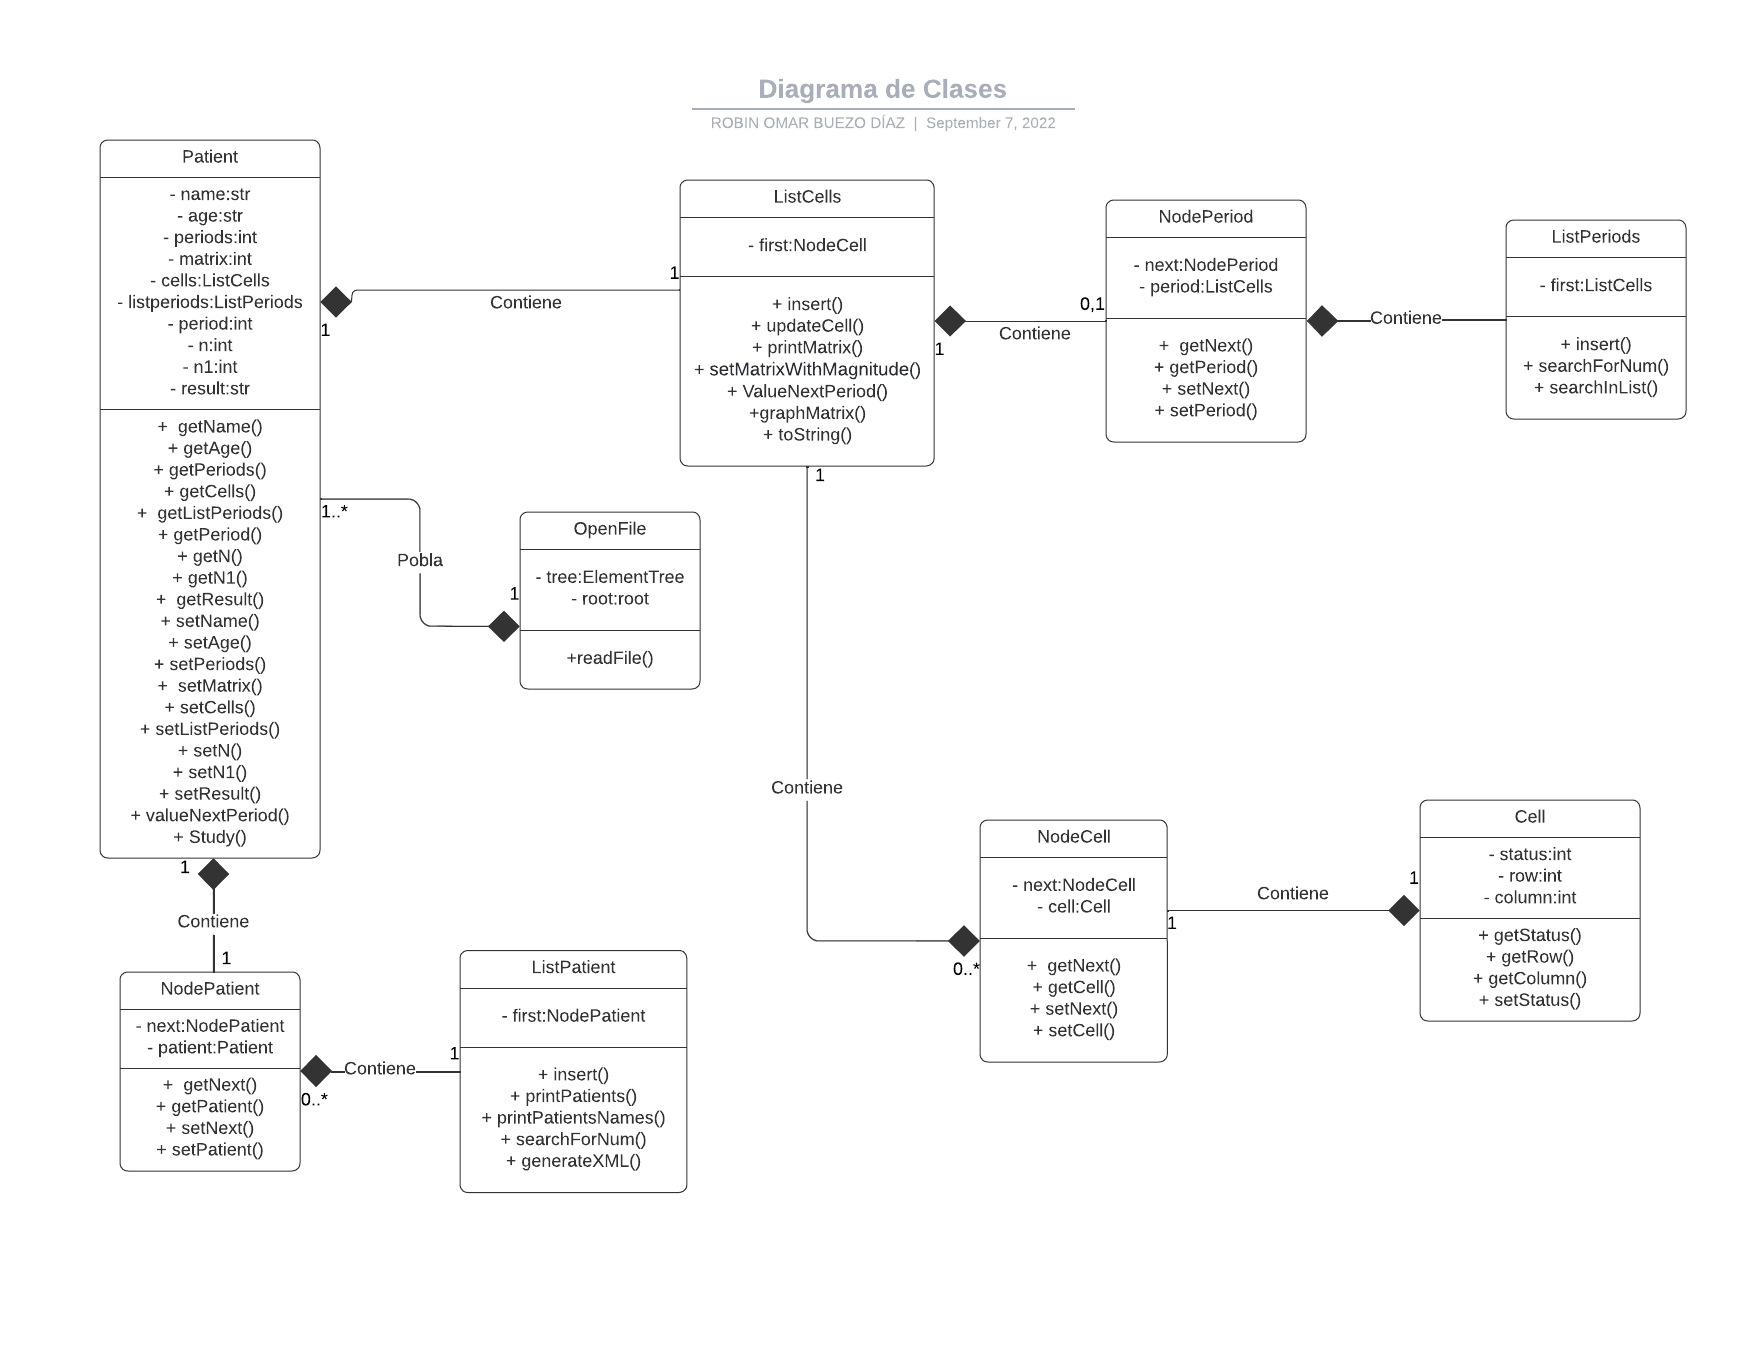 Diagrama de Clases
ROBIN OMAR BUEZO DÍAZ | September 7, 2022
Patient
- name:str
- age:str
- periods:int
- matrix:int
- cells:ListCells
- listperiods:ListPeriods
- period:int
- n:int
- n1:int
- result:str
+ getName()
+ getAge()
+ getPeriods()
+ getCells()
+ getListPeriods()
+ getPeriod()
+ getN()
+ getN1()
+ getResult()
+ setName()
+ setAge()
+ setPeriods()
+ setMatrix()
+ setCells()
+ setListPeriods()
+ setN()
+ setN1()
+ setResult()
+ valueNextPeriod()
+ Study()
1
Contiene
1
ListCells
- first:NodeCell
+ insert()
+ updateCell()
+ printMatrix()
+ setMatrixWithMagnitude()
+ ValueNextPeriod()
+graphMatrix()
+ toString()
1
Contiene
0,1
NodePeriod
- next:NodePeriod
- period:ListCells
+ getNext()
+ getPeriod()
+ setNext()
+ setPeriod()
Contiene
ListPeriods
- first:ListCells
+ insert()
+ searchForNum()
+ searchInList()
1..*
Pobla
1
OpenFile
- tree:ElementTree
- root:root
+readFile()
1
Contiene
0..*
NodeCell
- next:NodeCell
- cell:Cell
+ getNext()
+ getCell()
+ setNext()
+ setCell()
1
Contiene
1
Cell
- status:int
- row:int
- column:int
+ getStatus()
+ getRow()
+ getColumn()
+ setStatus()
1
Contiene
1
NodePatient
- next:NodePatient
- patient:Patient
+ getNext()
+ getPatient()
+ setNext()
+ setPatient()
0..*
Contiene
1
ListPatient
- first:NodePatient
+ insert()
+ printPatients()
+ printPatientsNames()
+ searchForNum()
+ generateXML()